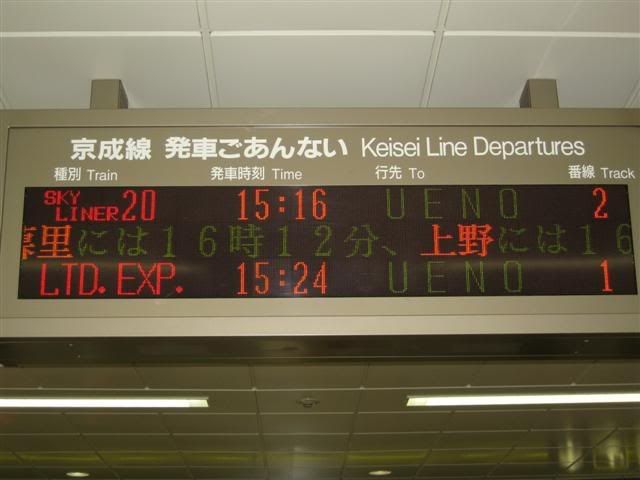 京成線 発車ごあんない Keisei Line Departures
種別 Train 発車時刻 Time 行先 To 番線 Track
SKY LINER 20 15:16 UENO 2
里には16時12分、上野には16
LTD. EXP. 15:24 UENO 1